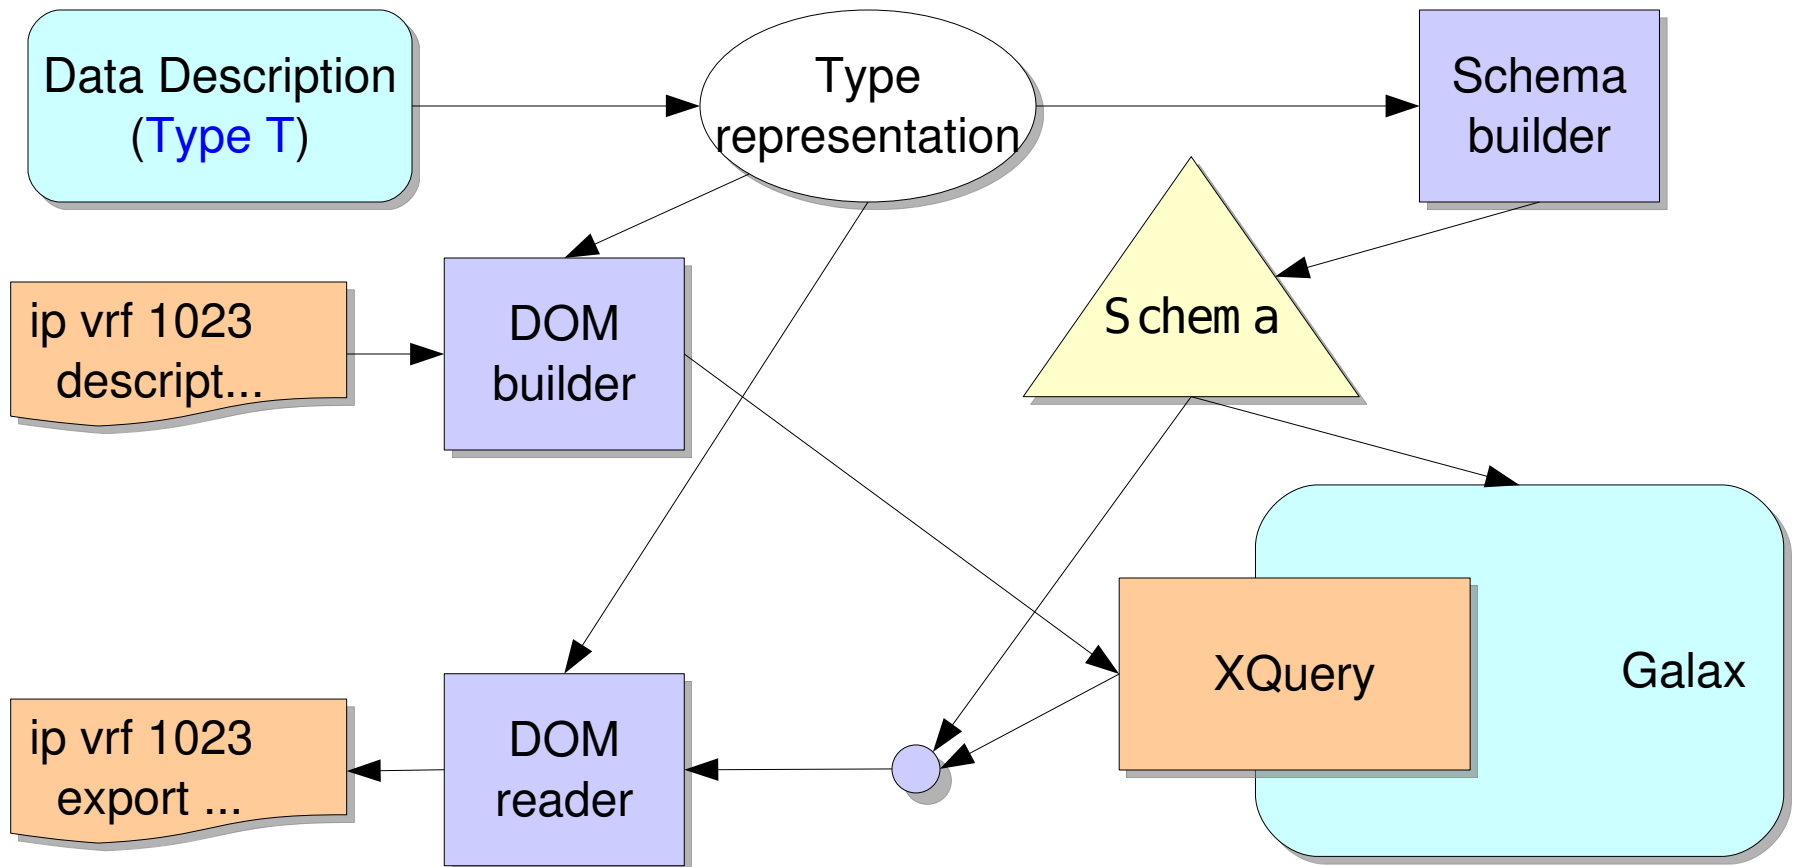 Data Description
(Type T)
Type
representation
Schema
builder
ip vrf 1023
descript...
DOM
builder
Schema
XQuery
Galax
ip vrf 1023
export ...
DOM
reader